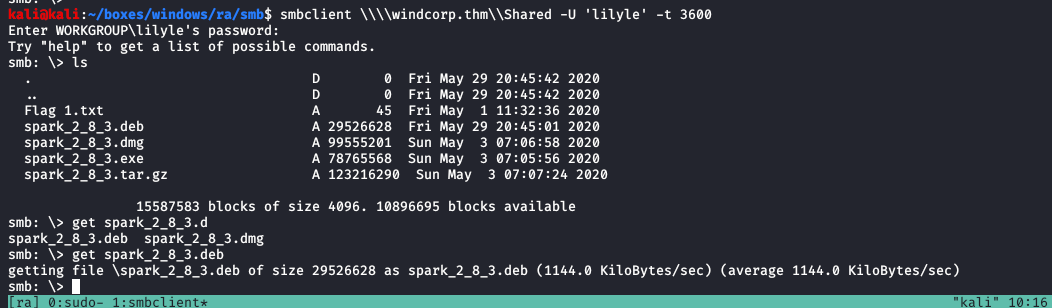 smb: \>
kali@kali:~/boxes/windows/ra/smb$ smbclient \\\\windcorp.thm\\Shared -U 'lilyle' -t 3600
Enter WORKGROUP\lilyle's password:
Try "help" to get a list of possible commands.
smb: \> ls
  .                                   D        0  Fri May 29 20:45:42 2020
  ..                                  D        0  Fri May 29 20:45:42 2020
  Flag 1.txt                          A       45  Fri May  1 11:32:36 2020
  spark_2_8_3.deb                     A 29526628  Fri May 29 20:45:01 2020
  spark_2_8_3.dmg                     A 99555201  Sun May  3 07:06:58 2020
  spark_2_8_3.exe                     A 78765568  Sun May  3 07:05:56 2020
  spark_2_8_3.tar.gz                  A 123216290  Sun May  3 07:07:24 2020
                15587583 blocks of size 4096. 10896695 blocks available
smb: \> get spark_2_8_3.d
spark_2_8_3.deb  spark_2_8_3.dmg
smb: \> get spark_2_8_3.deb
getting file \spark_2_8_3.deb of size 29526628 as spark_2_8_3.deb (1144.0 KiloBytes/sec) (average 1144.0 KiloBytes/sec)
smb: \>
[ra] 0:sudo- 1:smbclient* "kali" 10:16